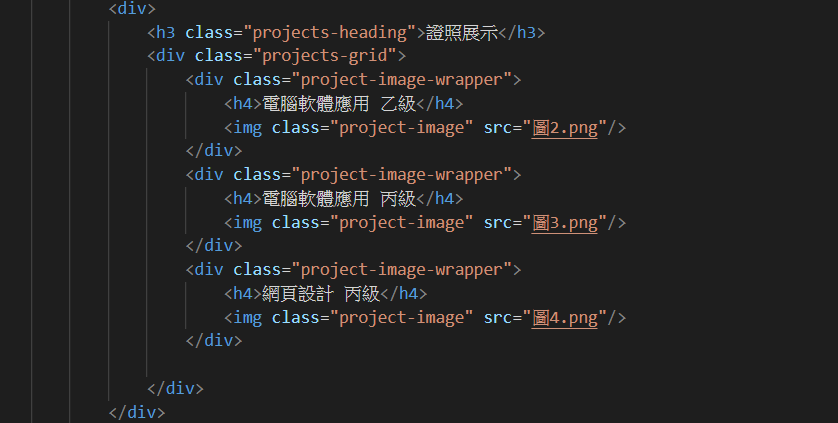 <div>
<h3 class="projects-heading">證照展示</h3>
<div class="projects-grid">
<div class="project-image-wrapper">
<h4>電腦軟體應用 乙級</h4>
<img class="project-image" src="圖2.png"/>
</div>
<div class="project-image-wrapper">
<h4>電腦軟體應用 丙級</h4>
<img class="project-image" src="圖3.png"/>
</div>
<div class="project-image-wrapper">
<h4>網頁設計 丙級</h4>
<img class="project-image" src="圖4.png"/>
</div>
</div>
</div>